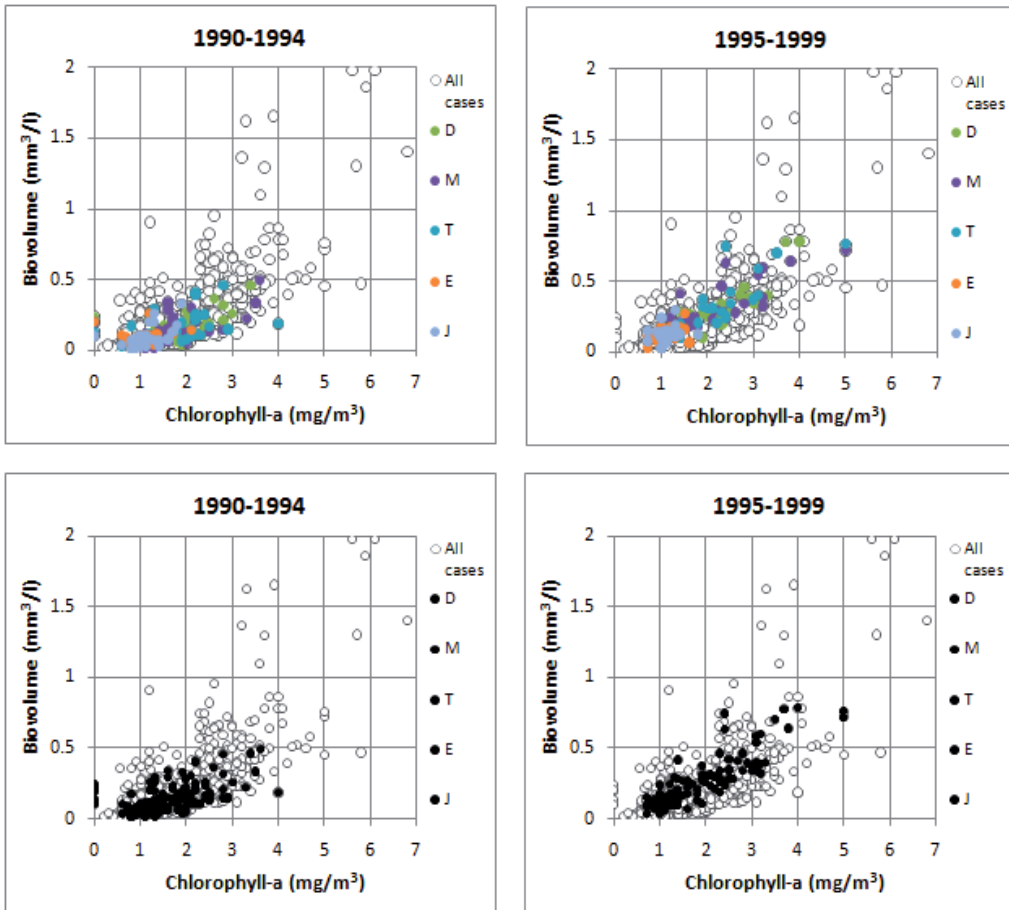 1990-1994
2
1.5
1
0.5
0
Biovolume (mm³/l)
0 1 2 3 4 5 6 7
Chlorophyll-a (mg/m³)
All
cases
D
M
T
E
J
1995-1999
2
1.5
1
0.5
0
Biovolume (mm³/l)
0 1 2 3 4 5 6 7
Chlorophyll-a (mg/m³)
All
cases
D
M
T
E
J
1990-1994
2
1.5
1
0.5
0
Biovolume (mm³/l)
0 1 2 3 4 5 6 7
Chlorophyll-a (mg/m³)
All
cases
D
M
T
E
J
1995-1999
2
1.5
1
0.5
0
Biovolume (mm³/l)
0 1 2 3 4 5 6 7
Chlorophyll-a (mg/m³)
All
cases
D
M
T
E
J